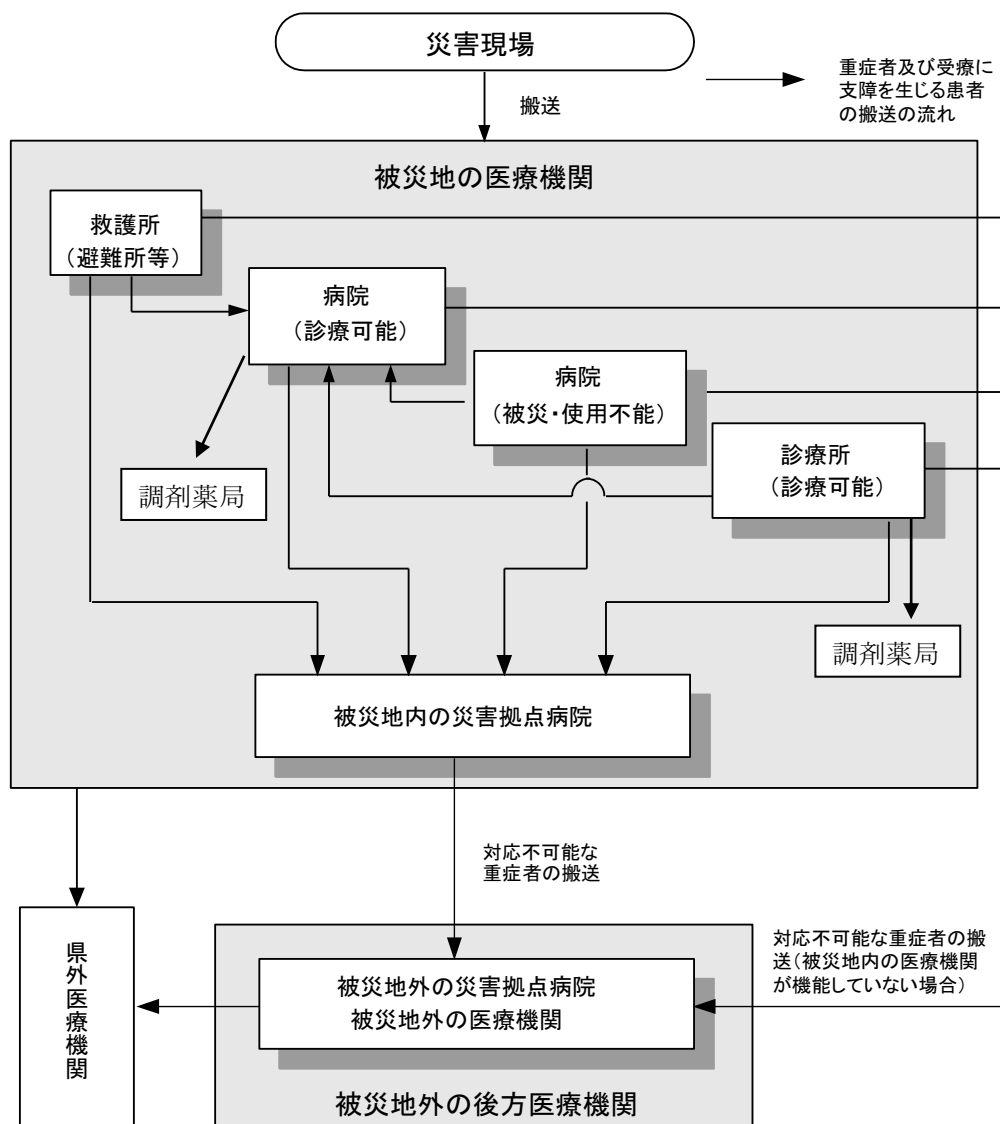 災害現場
搬送
重症者及び受療に
支障を生じる患者
の搬送の流れ
被災地の医療機関
救護所
（避難所等）
病院
（診療可能）
病院
（被災・使用不能）
診療所
（診療可能）
調剤薬局
調剤薬局
被災地内の災害拠点病院
対応不可能な
重症者の搬送
県外医療機関
対応不可能な重症者の搬
送（被災地内の医療機関
が機能していない場合）
被災地外の災害拠点病院
被災地外の医療機関
被災地外の後方医療機関